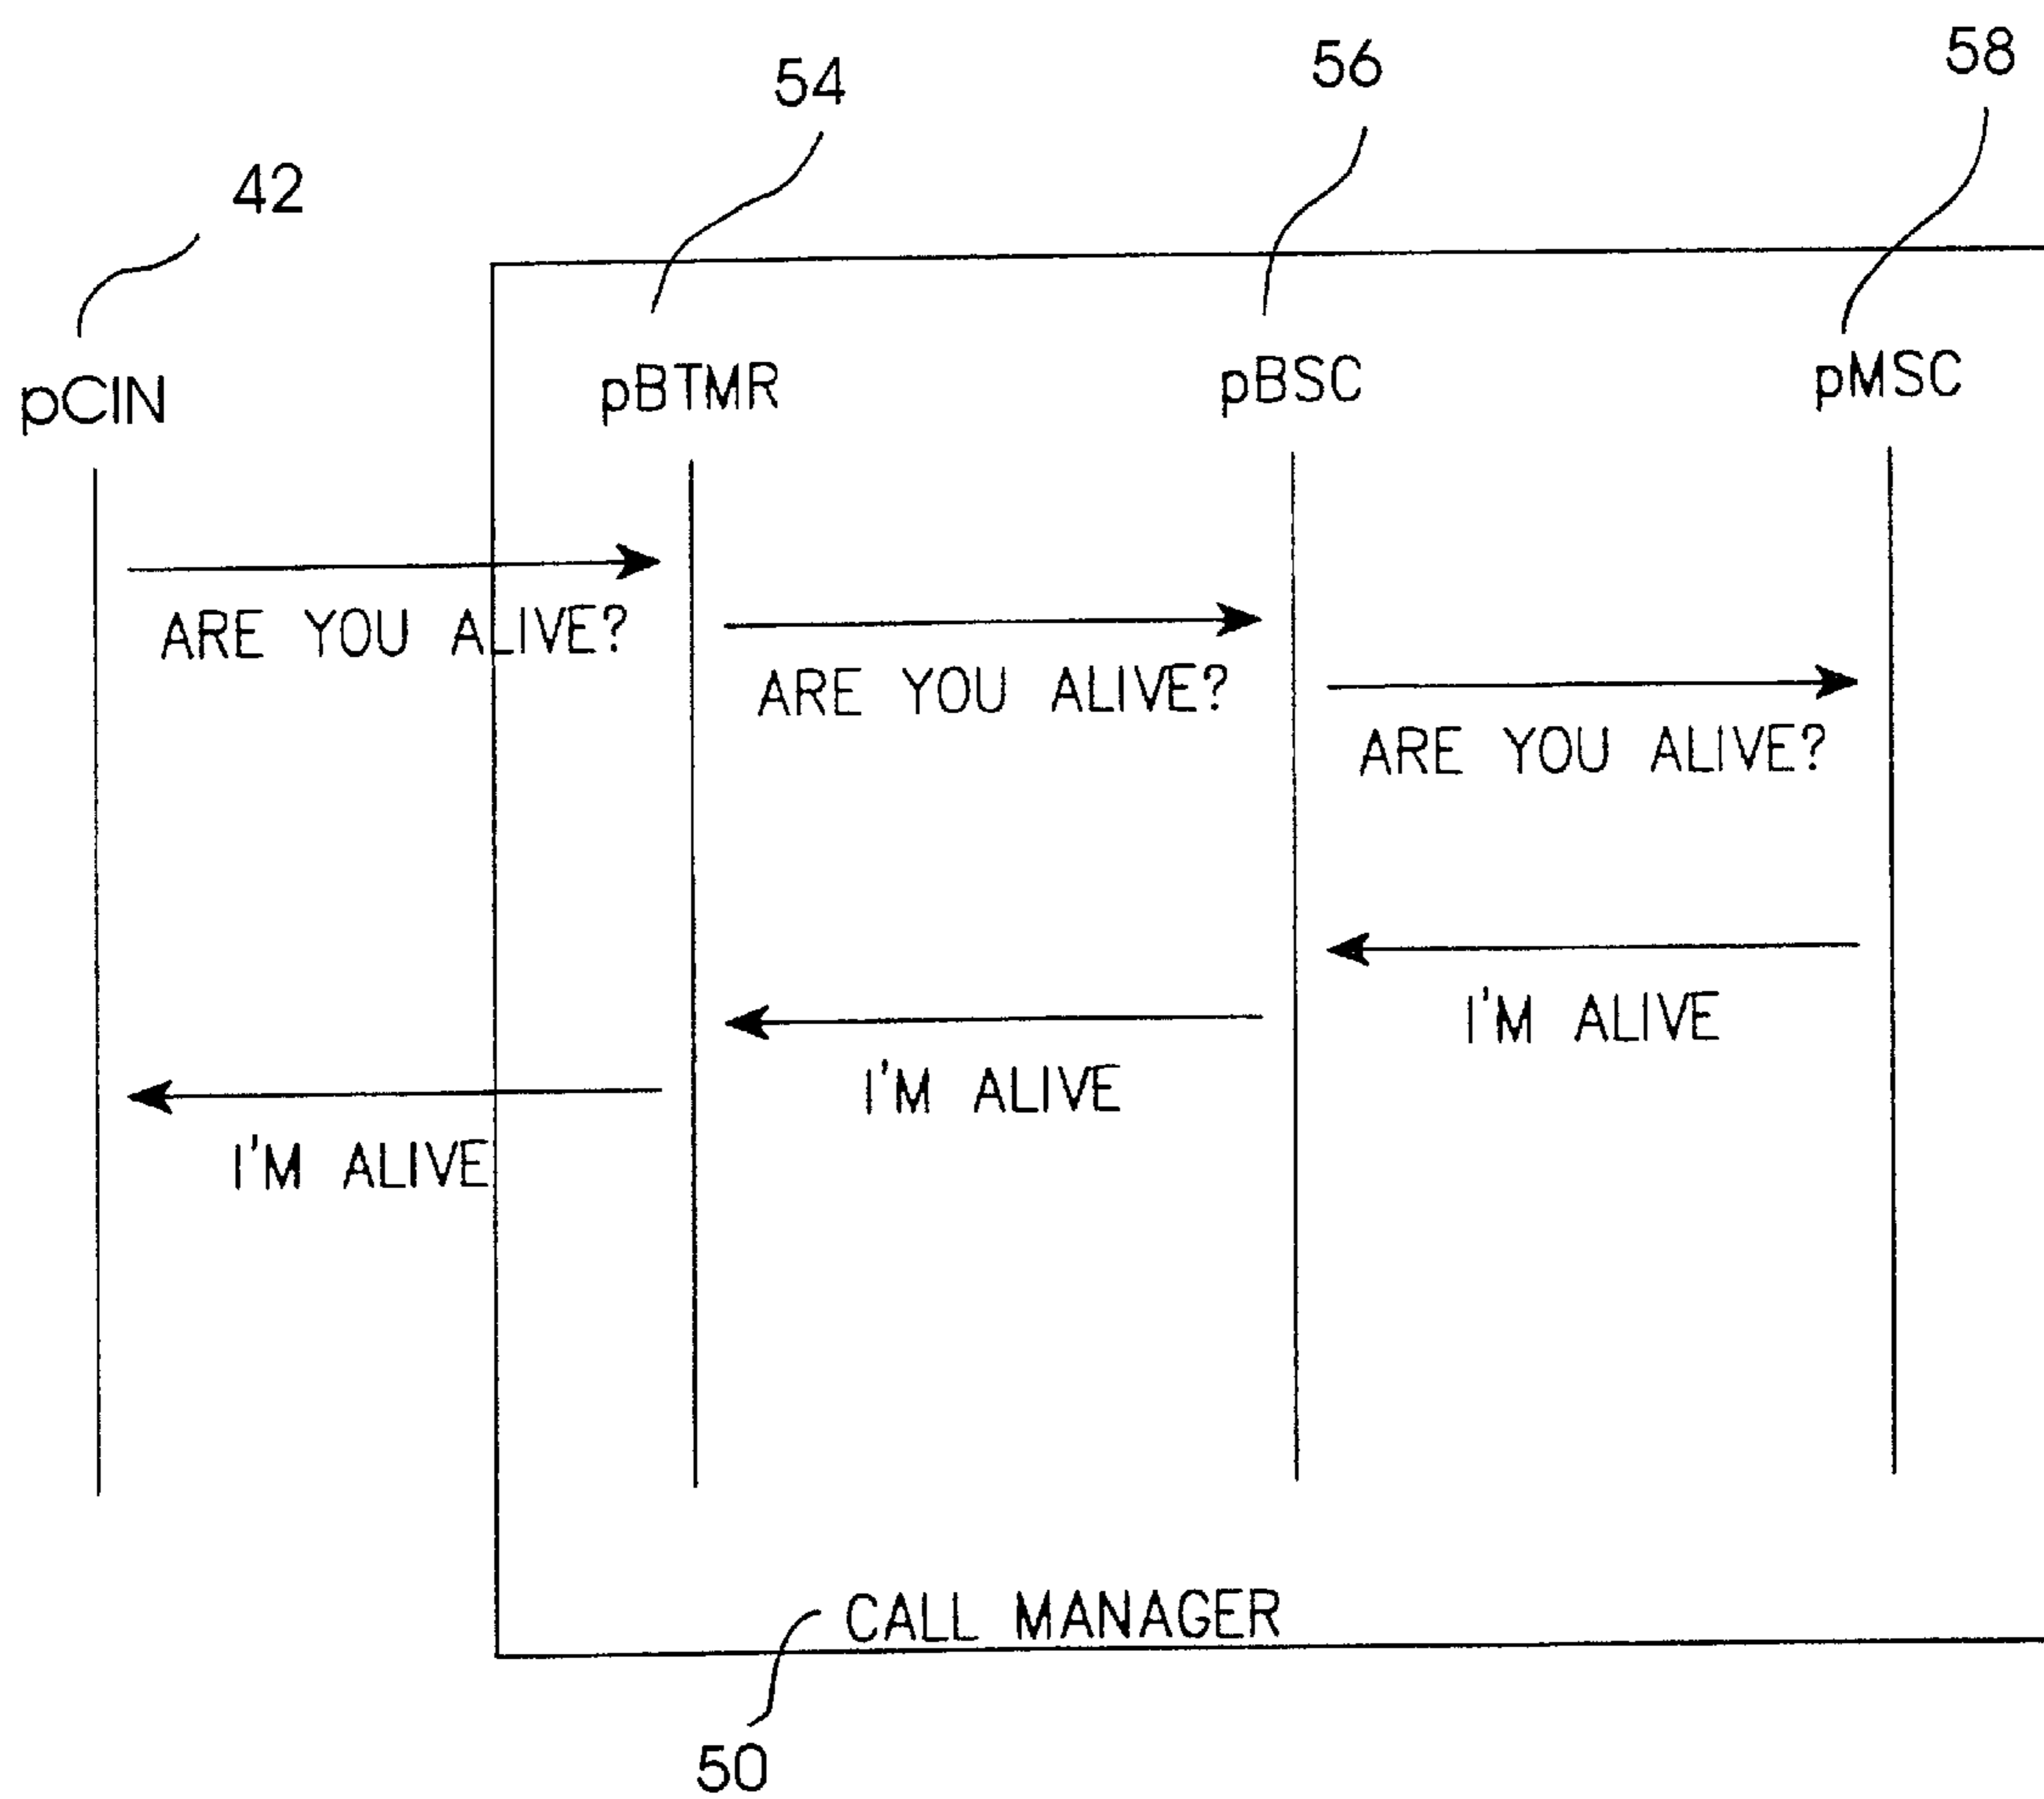 58
56
54
42
pCIN
pBTMR
pBSC
pMSC
ARE YOU ALIVE?
ARE YOU ALIVE?
ARE YOU ALIVE?
I'M ALIVE
I'M ALIVE
I'M ALIVE
CALL MANAGER
50